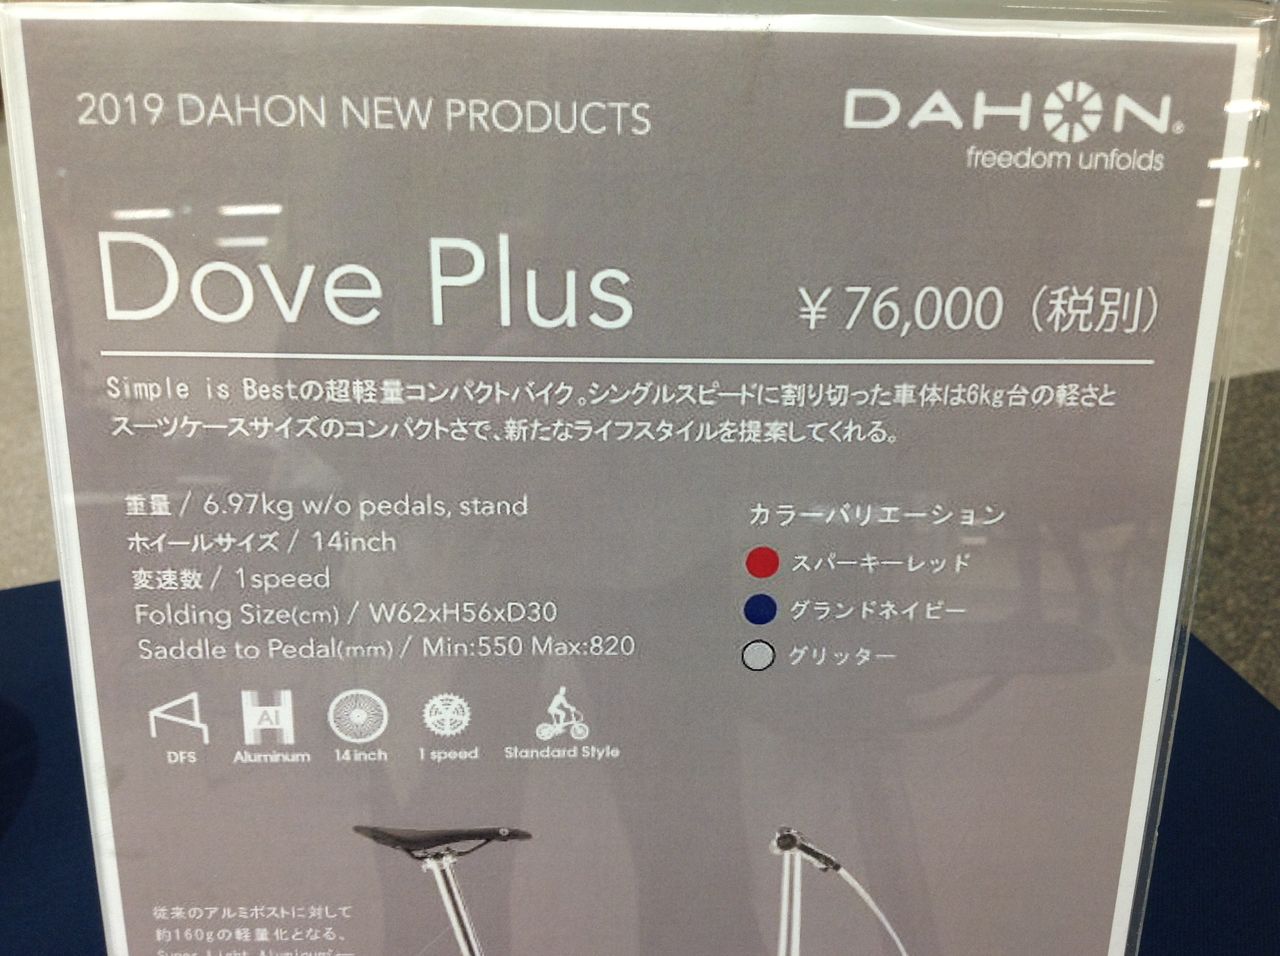 2019 DAHON NEW PRODUCTS
DAHON®
freedom unfolds
Dove Plus
¥76,000（税別）
Simple is Bestの超軽量コンパクトバイク。シングルスピードに割り切った車体は6kg台の軽さと
スーツケースサイズのコンパクトさで、新たなライフスタイルを提案してくれる。
重量 / 6.97kg w/o pedals, stand
ホイールサイズ / 14inch
変速数 / 1speed
Folding Size(cm) / W62xH56xD30
Saddle to Pedal(mm) / Min:550 Max:820
カラーバリエーション
スパーキーレッド
グランドネイビー
グリッター
Al
DFS
Aluminum
14inch
1 speed
Standard Style
従来のアルミポストに対して
約160gの軽量化となる、
Super Light Aluminum